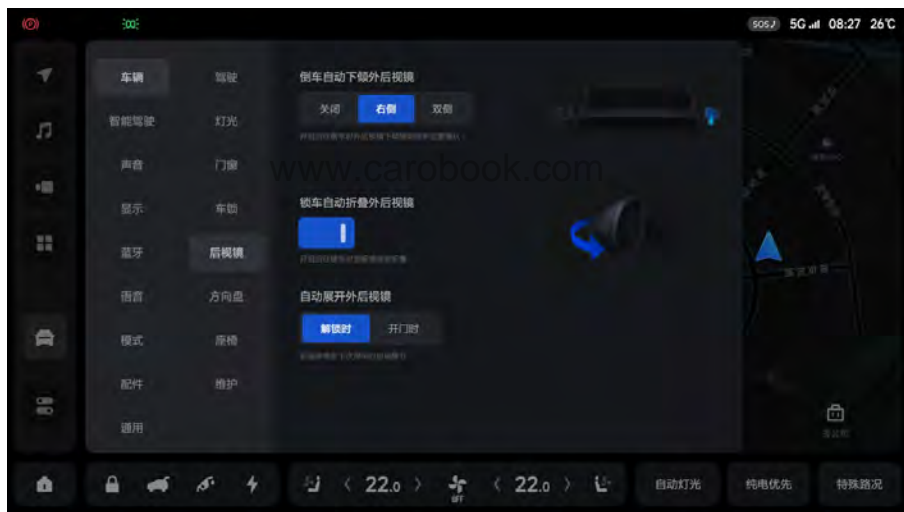 SOS 5G 08:27 26℃
车辆 驾驶
智能驾驶 灯光
声音 门窗
显示 车锁
蓝牙 后视镜
语言 方向盘
模式 座椅
配件 维护
通用
倒车自动下倾外后视镜
关闭 右侧 双侧
www.carobook.com
锁车自动折叠外后视镜
自动展开外后视镜
解锁时 开门时
22.0 OFF 22.0 自动灯光 纯电优先 特殊路况